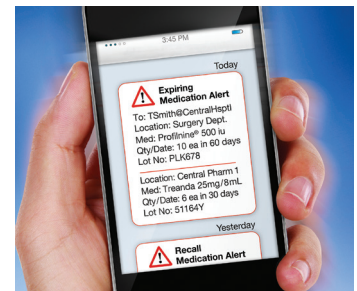 3:45 PM
Today
Expiring
Medication Alert
To: TSmith@CentralHsptl
Location: Surgery Dept.
Med: Profilnine® 500 iu
Qty/Date: 10 ea in 60 days
Lot No: PLK678
Location: Central Pharm 1
Med: Treanda 25mg/8mL
Qty/Date: 6 ea in 30 days
Lot No: 51164Y
Yesterday
Recall
Medication Alert